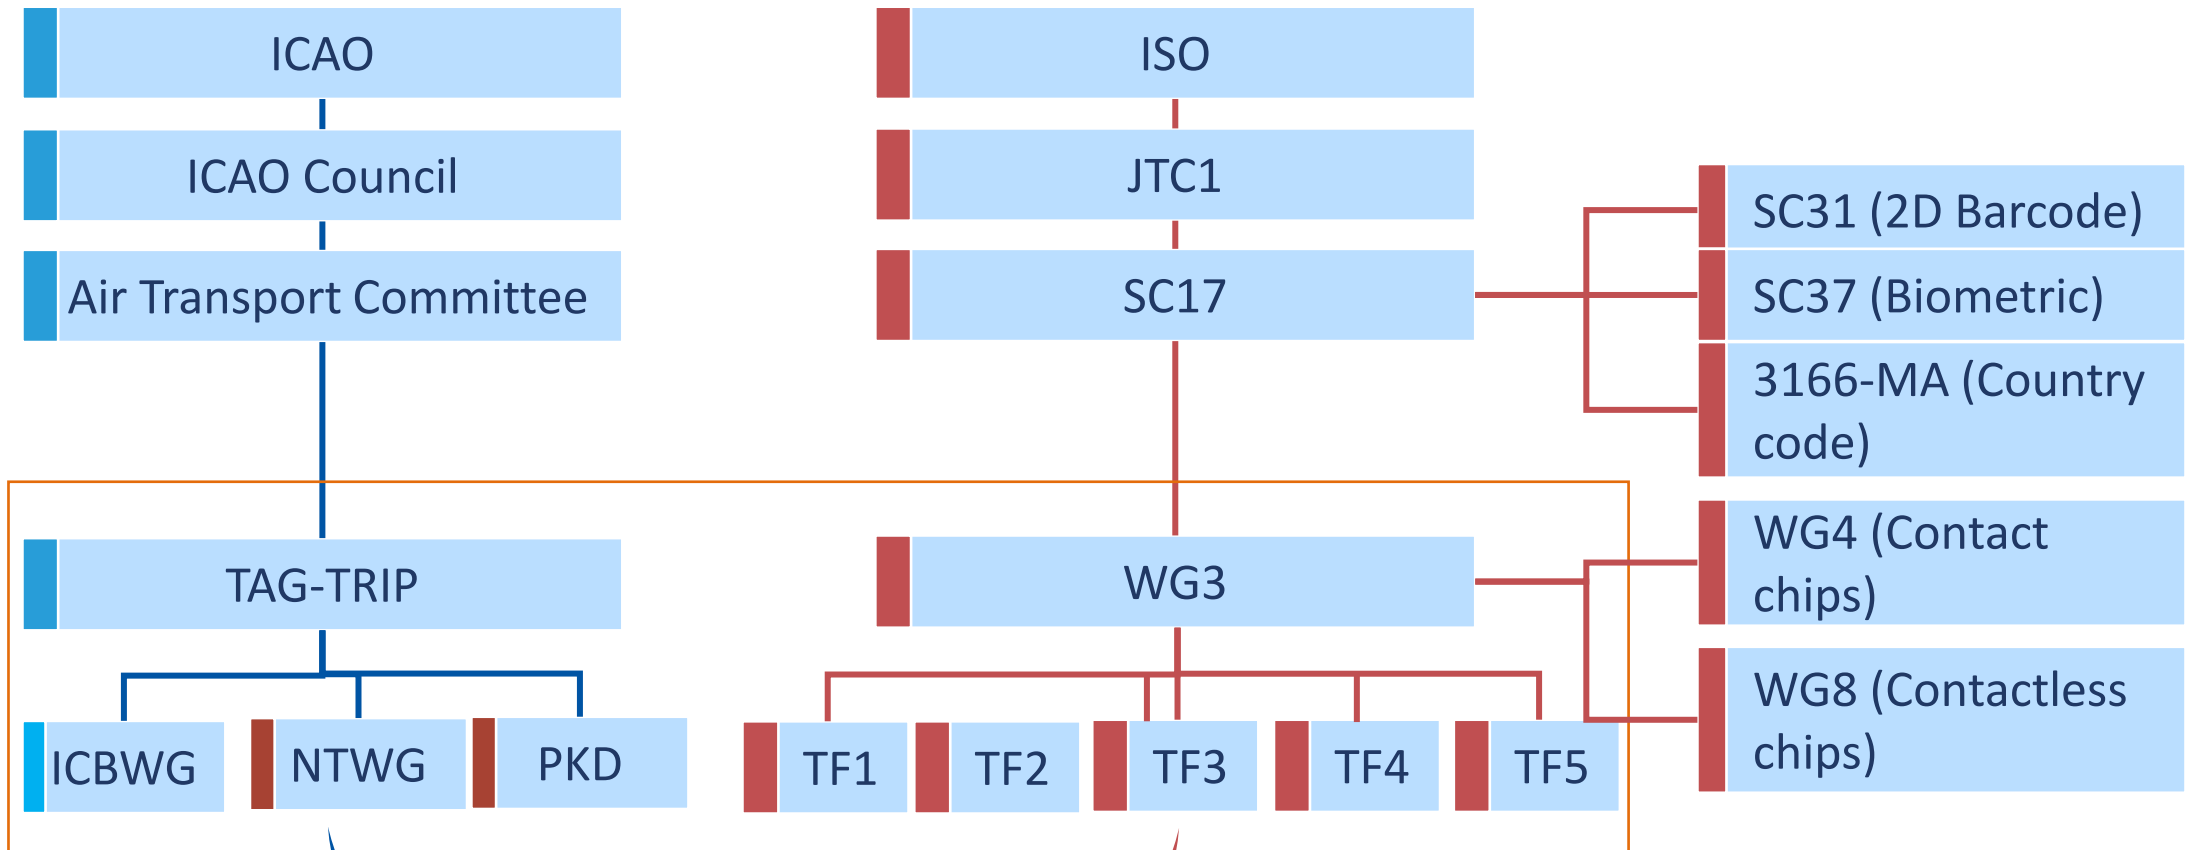 ICAO
ICAO Council
Air Transport Committee
TAG-TRIP
ICBWG
NTWG
PKD
ISO
JTC1
SC17
WG3
TF1
TF2
TF3
TF4
TF5
SC31 (2D Barcode)
SC37 (Biometric)
3166-MA (Country
code)
WG4 (Contact
chips)
WG8 (Contactless
chips)